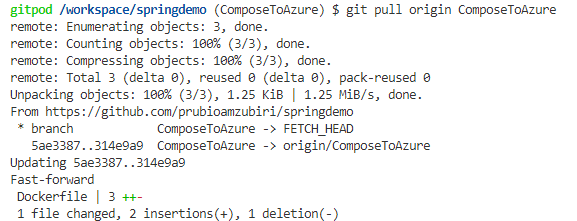 gitpod /workspace/springdemo (ComposeToAzure) $ git pull origin ComposeToAzure
remote: Enumerating objects: 3, done.
remote: Counting objects: 100% (3/3), done.
remote: Compressing objects: 100% (3/3), done.
remote: Total 3 (delta 0), reused 0 (delta 0), pack-reused 0
Unpacking objects: 100% (3/3), 1.25 KiB | 1.25 MiB/s, done.
From https://github.com/prubioamzubiri/springdemo
 * branch            ComposeToAzure -> FETCH_HEAD
   5ae3387..314e9a9  ComposeToAzure -> origin/ComposeToAzure
Updating 5ae3387..314e9a9
Fast-forward
 Dockerfile | 3 ++-
 1 file changed, 2 insertions(+), 1 deletion(-)